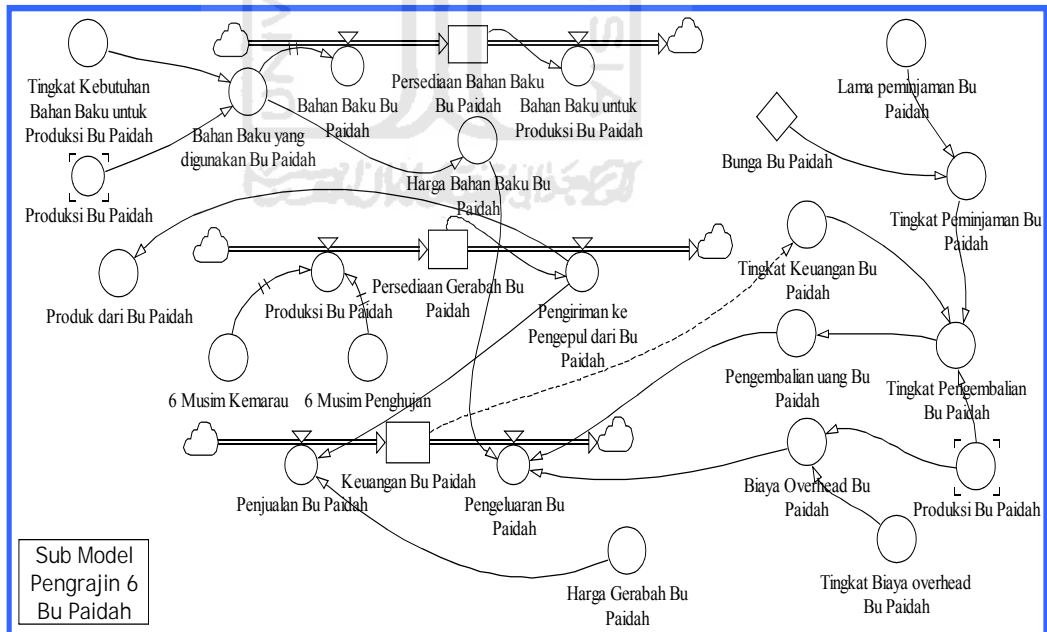 Tingkat Kebutuhan
Bahan Baku untuk
Produksi Bu Paidah
Bahan Baku yang
digunakan Bu Paidah
Bahan Baku Bu
Paidah
Persediaan Bahan Baku
Bu Paidah
Bahan Baku untuk
Produksi Bu Paidah
Lama peminjaman Bu
Paidah
Bunga Bu Paidah
Produksi Bu Paidah
Harga Bahan Baku Bu
Paidah
Tingkat Peminjaman Bu
Paidah
Tingkat Keuangan Bu
Paidah
Produk dari Bu Paidah
Produksi Bu Paidah
Persediaan Gerabah Bu
Paidah
Pengiriman ke
Pengepul dari Bu
Paidah
6 Musim Kemarau
6 Musim Penghujan
Pengembalian uang Bu
Paidah
Tingkat Pengembalian
Bu Paidah
Penjualan Bu Paidah
Keuangan Bu Paidah
Pengeluaran Bu
Paidah
Biaya Overhead Bu
Paidah
Produksi Bu Paidah
Harga Gerabah Bu
Paidah
Tingkat Biaya overhead
Bu Paidah
Sub Model
Pengrajin 6
Bu Paidah